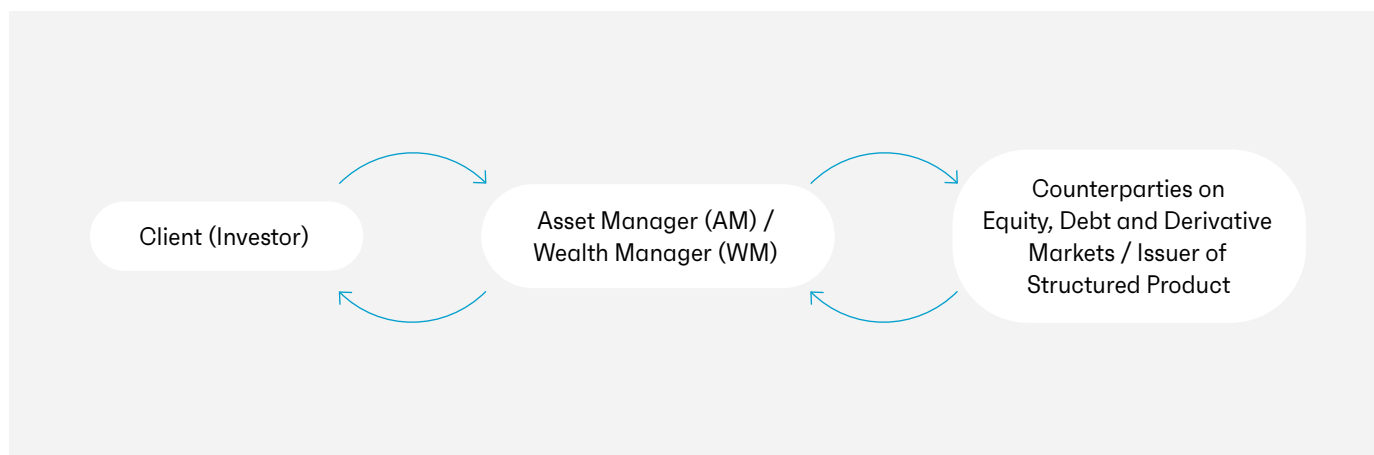 Client (Investor)
Asset Manager (AM) /
Wealth Manager (WM)
Counterparties on
Equity, Debt and Derivative
Markets / Issuer of
Structured Product